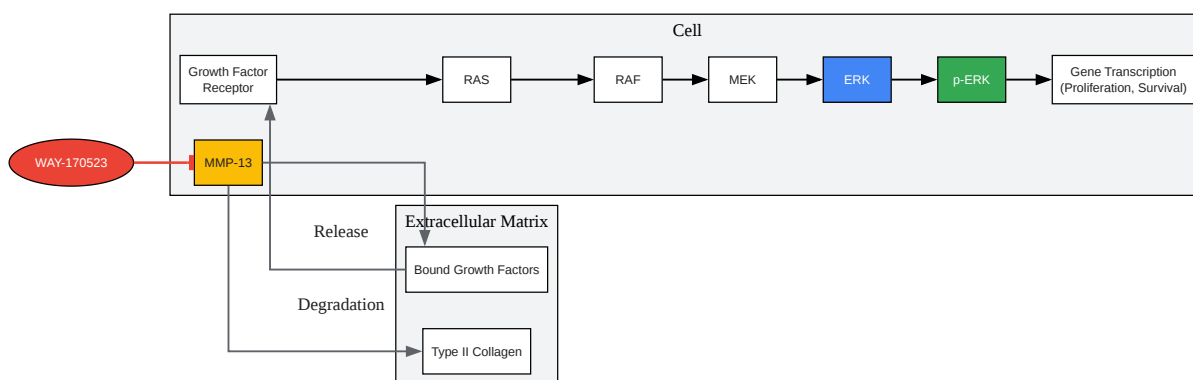 Cell
Growth Factor
Receptor
RAS
RAF
MEK
ERK
p-ERK
Gene Transcription
(Proliferation, Survival)
WAY-170523
MMP-13
Extracellular Matrix
Release
Bound Growth Factors
Degradation
Type II Collagen